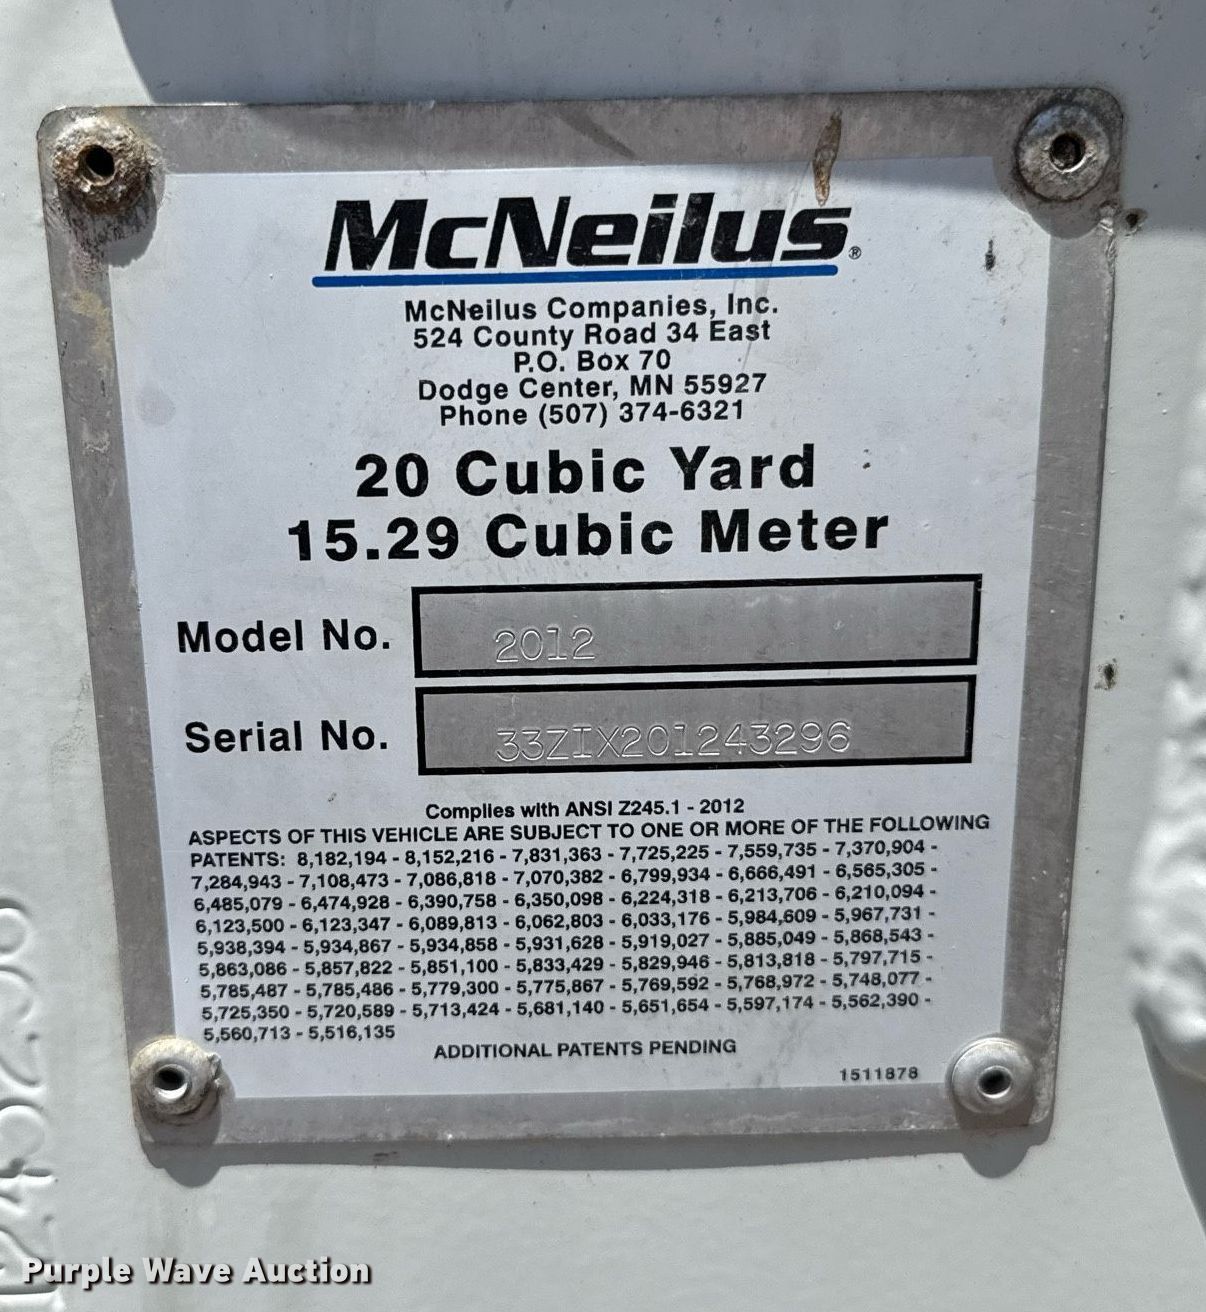 McNeilus®
McNeilus Companies, Inc.
524 County Road 34 East
P.O. Box 70
Dodge Center, MN 55927
Phone (507) 374-6321
20 Cubic Yard
15.29 Cubic Meter
Model No. 2012
Serial No. 33ZIX201243296
Complies with ANSI Z245.1 - 2012
ASPECTS OF THIS VEHICLE ARE SUBJECT TO ONE OR MORE OF THE FOLLOWING
PATENTS: 8,182,194 - 8,152,216 - 7,831,363 - 7,725,225 - 7,559,735 - 7,370,904 -
7,284,943 - 7,108,473 - 7,086,818 - 7,070,382 - 6,799,934 - 6,666,491 - 6,565,305 -
6,485,079 - 6,474,928 - 6,390,758 - 6,350,098 - 6,224,318 - 6,213,706 - 6,210,094 -
6,123,500 - 6,123,347 - 6,089,813 - 6,062,803 - 6,033,176 - 5,984,609 - 5,967,731 -
5,938,394 - 5,934,867 - 5,934,858 - 5,931,628 - 5,919,027 - 5,885,049 - 5,868,543 -
5,863,086 - 5,857,822 - 5,851,100 - 5,833,429 - 5,829,946 - 5,813,818 - 5,797,715 -
5,785,487 - 5,785,486 - 5,779,300 - 5,775,867 - 5,769,592 - 5,768,972 - 5,748,077 -
5,725,350 - 5,720,589 - 5,713,424 - 5,681,140 - 5,651,654 - 5,597,174 - 5,562,390 -
5,560,713 - 5,516,135
ADDITIONAL PATENTS PENDING
1511878
Purple Wave Auction